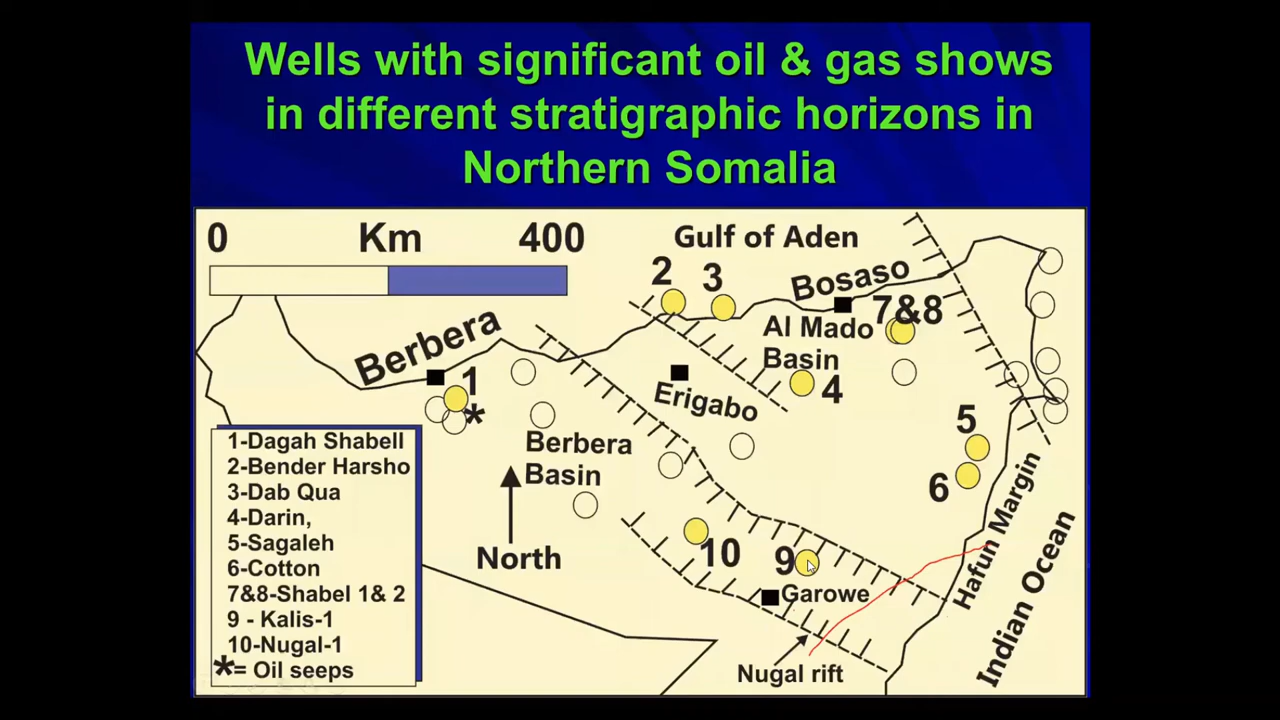 Wells with significant oil & gas shows
in different stratigraphic horizons in
Northern Somalia
0 Km 400
Gulf of Aden
2 3
Bosaso
7&8
Al Mado
Basin
Berbera
1
*
4
Erigabo
5
Berbera
Basin
6
Hafun Margin
Indian Ocean
North
10
9
Garowe
Nugal rift
1-Dagah Shabell
2-Bender Harsho
3-Dab Qua
4-Darin,
5-Sagaleh
6-Cotton
7&8-Shabel 1& 2
9 - Kalis-1
10-Nugal-1
*= Oil seeps